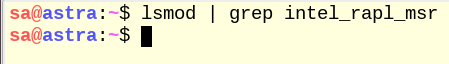 sa@astra:~$ lsmod | grep intel_rapl_msr
sa@astra:~$